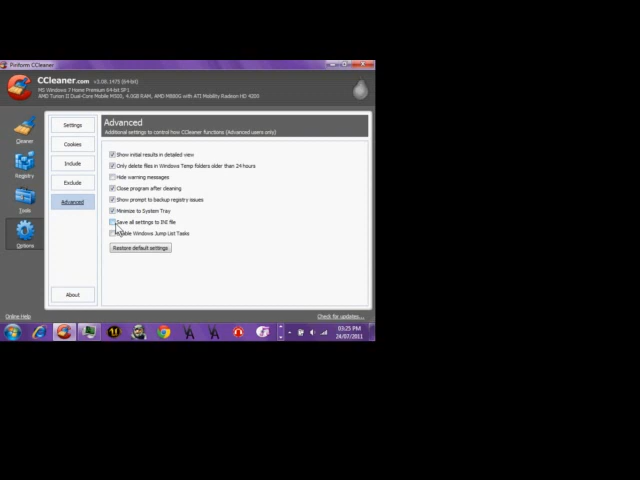 Piriform CCleaner
CCleaner.com v3.08.1475 (64-bit)
MS Windows 7 Home Premium 64-bit SP1
AMD Turion II Dual-Core Mobile M500, 4.0GB RAM, AMD M880G with ATI Mobility Radeon HD 4200
Cleaner
Registry
Tools
Options
Settings
Cookies
Include
Exclude
Advanced
About
Advanced
Additional settings to control how CCleaner functions (Advanced users only)
Show initial results in detailed view
Only delete files in Windows Temp folders older than 24 hours
Hide warning messages
Close program after cleaning
Show prompt to backup registry issues
Minimize to System Tray
Save all settings to INI file
Windows Jump List Tasks
Restore default settings
Online Help
Check for updates...
03:25 PM
24/07/2011